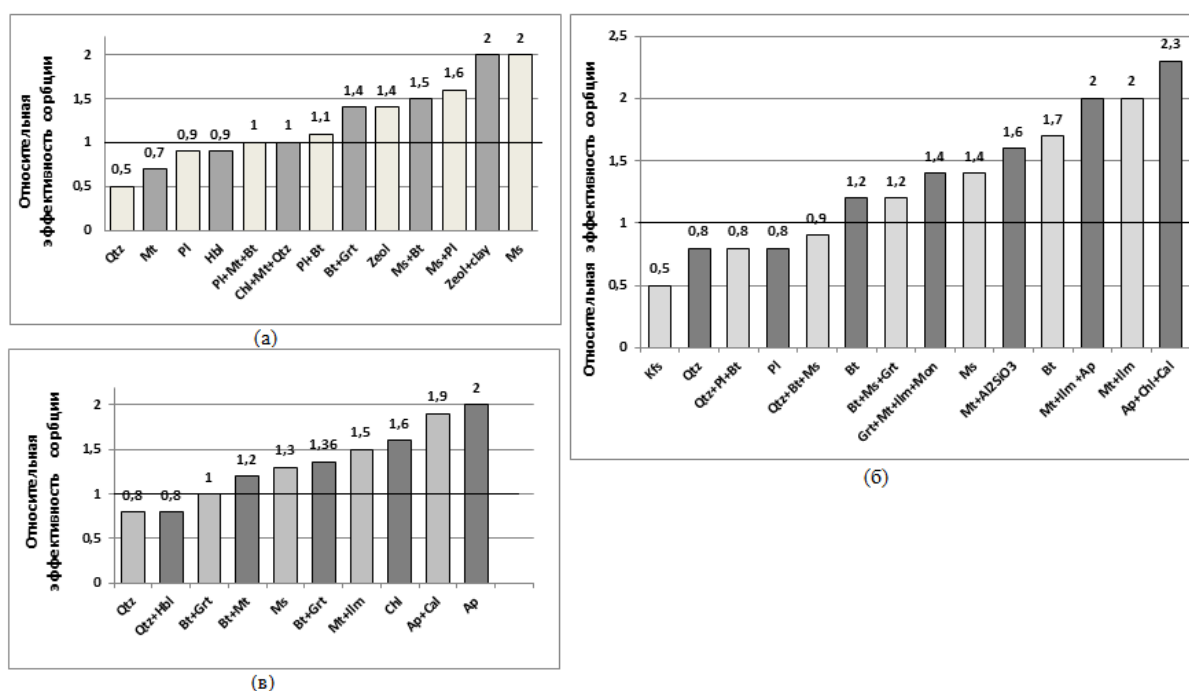 Относительная
эффективность сорбции
2
1,5
1
0,5
0
0,5
0,7
0,9
0,9
1
1
1,1
1,4
1,4
1,5
1,6
2
2
Qtz
Mt
Pl
Hbl
Pl+Mt+Bt
Chl+Mt+Qtz
Pl+Bt
Bt+Grt
Zeol
Ms+Bt
Ms+Pl
Zeol+clay
Ms
(а)
Относительная эффективность сорбции
2,5
2
1,5
1
0,5
0
0,5
0,8
0,8
0,8
0,9
1,2
1,2
1,4
1,4
1,6
1,7
2
2
2,3
Kfs
Qtz
Qtz+Pl+Bt
Pl
Qtz+Bt+Ms
Bt
Bt+Ms+Grt
Grt+Mt+Ilm+Mon
Ms
Mt+Al2SiO3
Bt
Mt+Ilm +Ap
Mt+Ilm
Ap+Chl+Cal
(б)
Относительная
эффективность сорбции
2
1,5
1
0,5
0
0,8
0,8
1
1,2
1,3
1,36
1,5
1,6
1,9
2
Qtz
Qtz+Hbl
Bt+Grt
Bt+Mt
Ms
Bt+Grt
Mt+Ilm
Chl
Ap+Cal
Ap
(в)